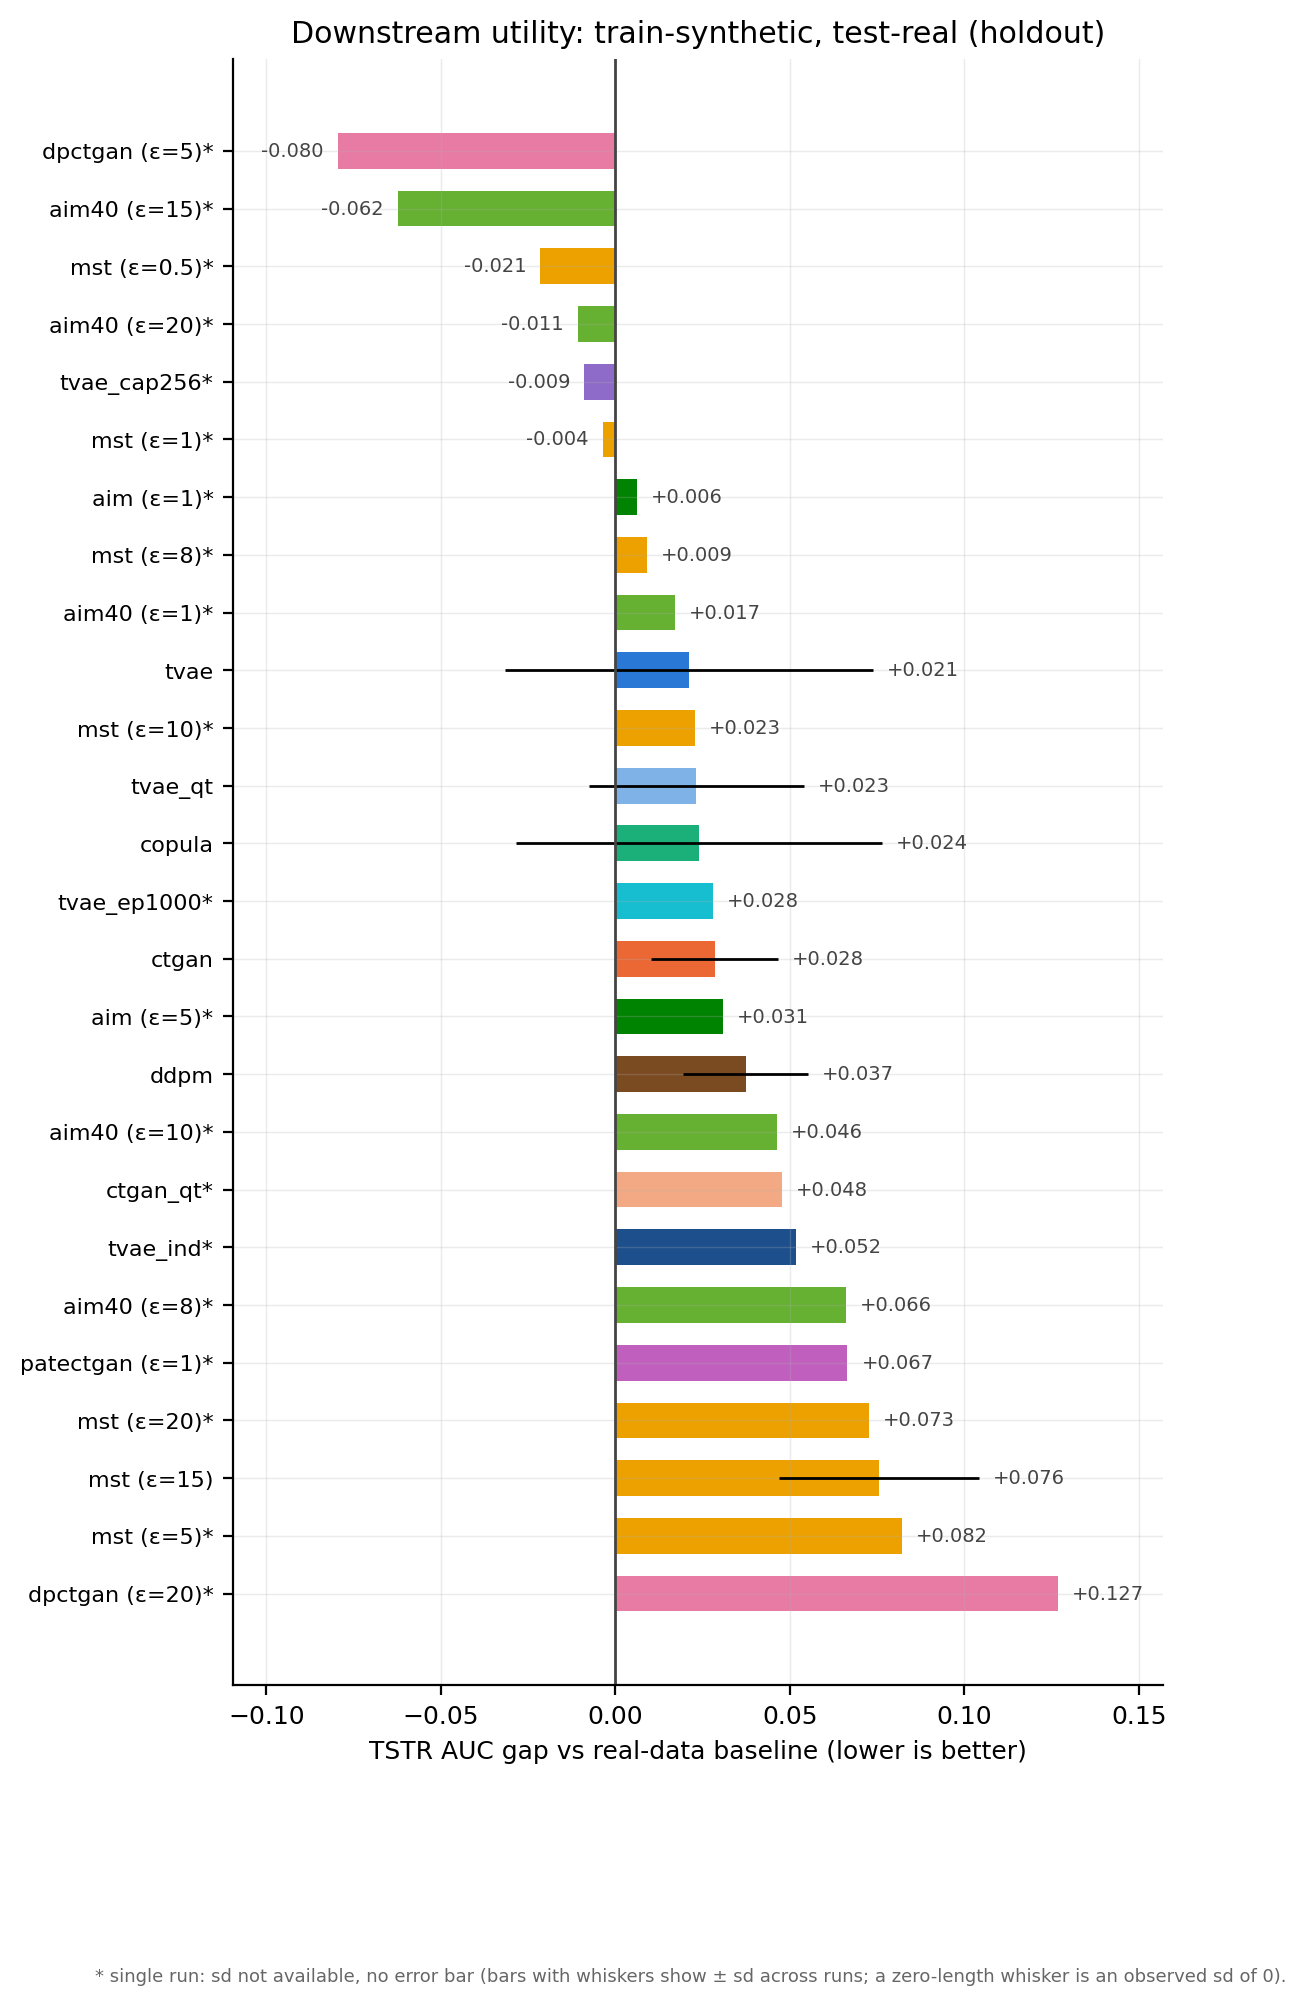 Downstream utility: train-synthetic, test-real (holdout)
dpctgan (ε=5)* -0.080
aim40 (ε=15)* -0.062
mst (ε=0.5)* -0.021
aim40 (ε=20)* -0.011
tvae_cap256* -0.009
mst (ε=1)* -0.004
aim (ε=1)* +0.006
mst (ε=8)* +0.009
aim40 (ε=1)* +0.017
tvae +0.021
mst (ε=10)* +0.023
tvae_qt +0.023
copula +0.024
tvae_ep1000* +0.028
ctgan +0.028
aim (ε=5)* +0.031
ddpm +0.037
aim40 (ε=10)* +0.046
ctgan_qt* +0.048
tvae_ind* +0.052
aim40 (ε=8)* +0.066
patectgan (ε=1)* +0.067
mst (ε=20)* +0.073
mst (ε=15) +0.076
mst (ε=5)* +0.082
dpctgan (ε=20)* +0.127
−0.10 −0.05 0.00 0.05 0.10 0.15
TSTR AUC gap vs real-data baseline (lower is better)
* single run: sd not available, no error bar (bars with whiskers show ± sd across runs; a zero-length whisker is an observed sd of 0).